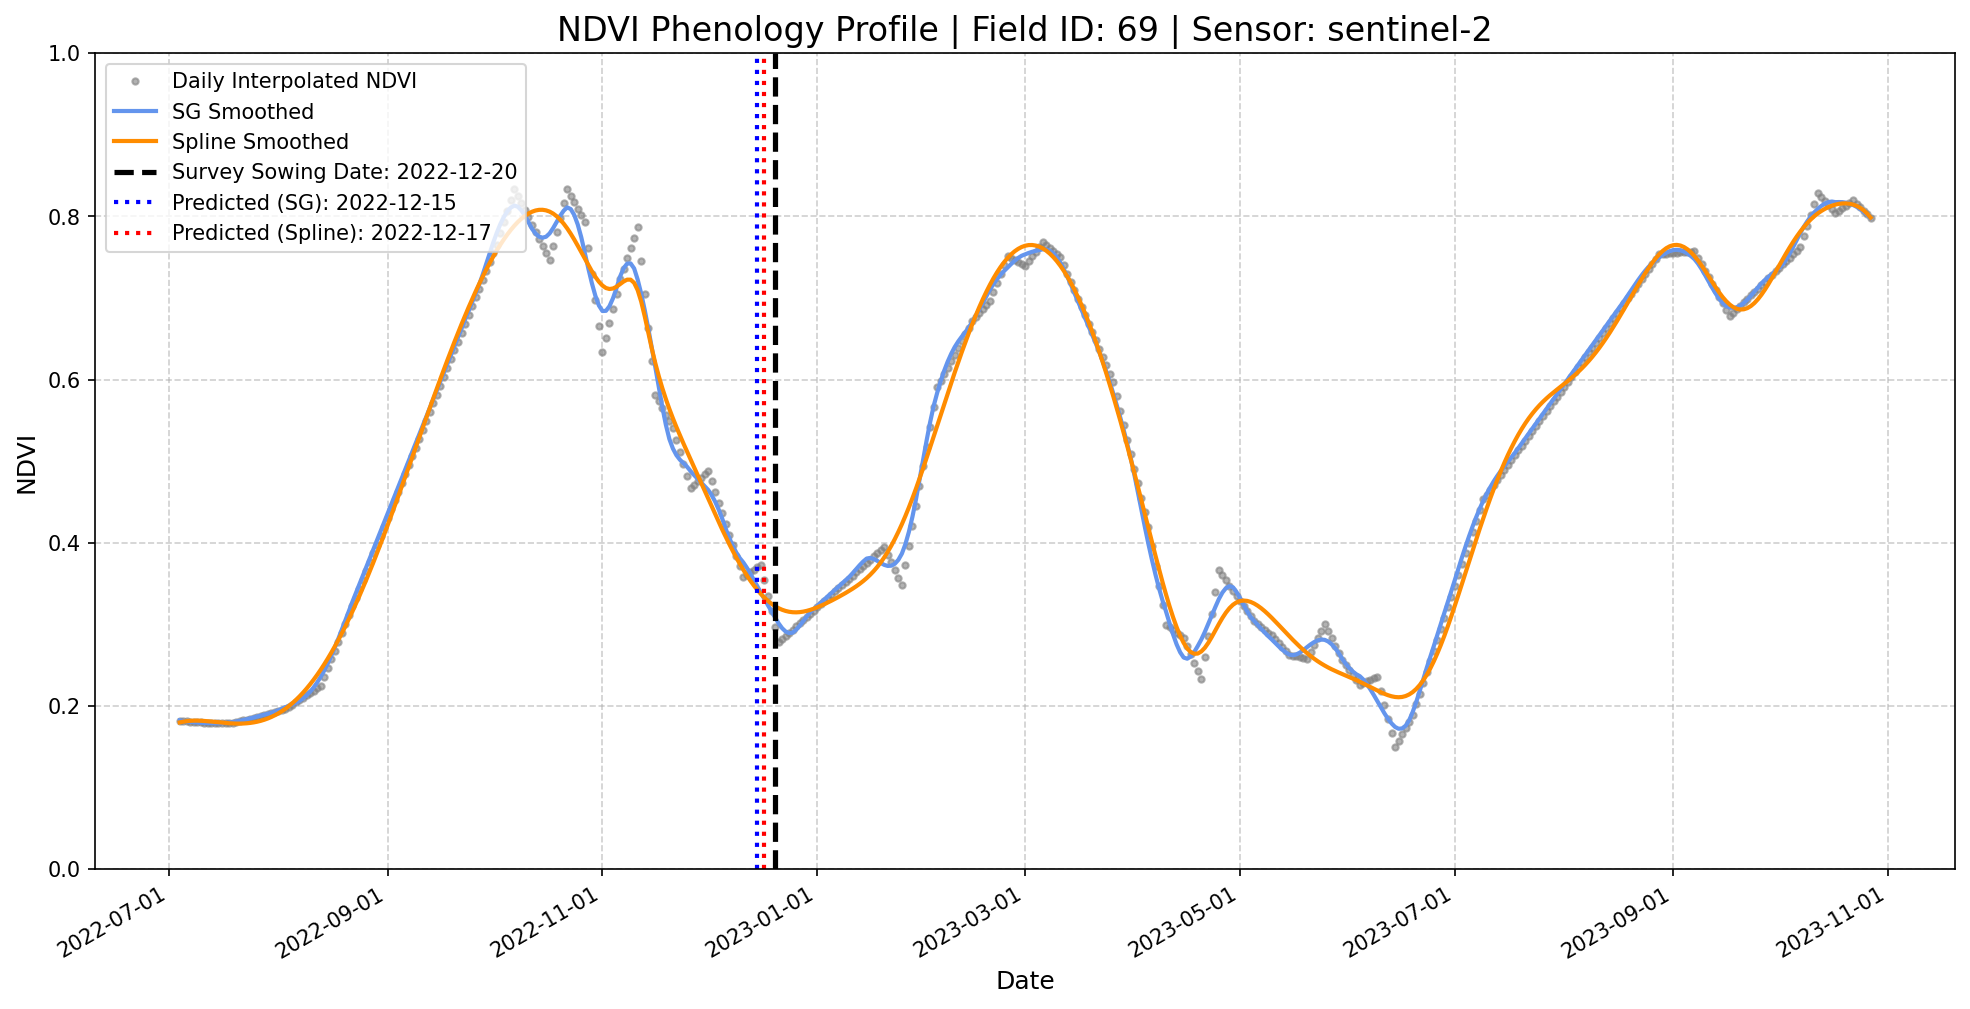 NDVI Phenology Profile | Field ID: 69 | Sensor: sentinel-2
Daily Interpolated NDVI
SG Smoothed
Spline Smoothed
Survey Sowing Date: 2022-12-20
Predicted (SG): 2022-12-15
Predicted (Spline): 2022-12-17
NDVI
1.0
0.8
0.6
0.4
0.2
0.0
2022-07-01
2022-09-01
2022-11-01
2023-01-01
2023-03-01
2023-05-01
2023-07-01
2023-09-01
2023-11-01
Date